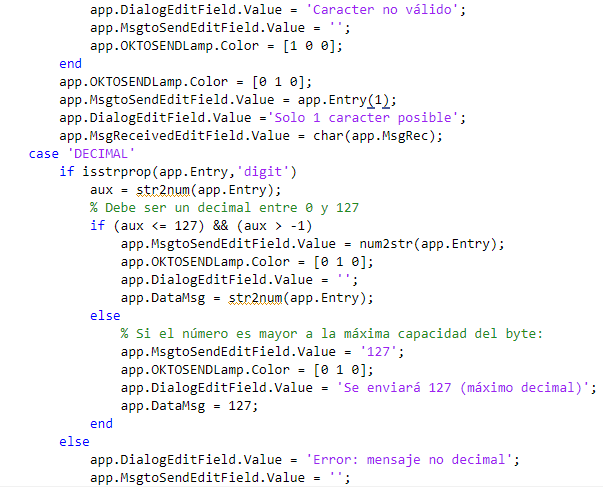 app.DialogEditField.Value = 'Caracter no válido';
app.MsgtoSendEditField.Value = '';
app.OKTOSENDLamp.Color = [1 0 0];
end
app.OKTOSENDLamp.Color = [0 1 0];
app.MsgtoSendEditField.Value = app.Entry(1);
app.DialogEditField.Value ='Solo 1 caracter posible';
app.MsgReceivedEditField.Value = char(app.MsgRec);
case 'DECIMAL'
if isstrprop(app.Entry,'digit')
aux = str2num(app.Entry);
% Debe ser un decimal entre 0 y 127
if (aux <= 127) && (aux > -1)
app.MsgtoSendEditField.Value = num2str(app.Entry);
app.OKTOSENDLamp.Color = [0 1 0];
app.DialogEditField.Value = '';
app.DataMsg = str2num(app.Entry);
else
% Si el número es mayor a la máxima capacidad del byte:
app.MsgtoSendEditField.Value = '127';
app.OKTOSENDLamp.Color = [0 1 0];
app.DialogEditField.Value = 'Se enviará 127 (máximo decimal)';
app.DataMsg = 127;
end
else
app.DialogEditField.Value = 'Error: mensaje no decimal';
app.MsgtoSendEditField.Value = '';